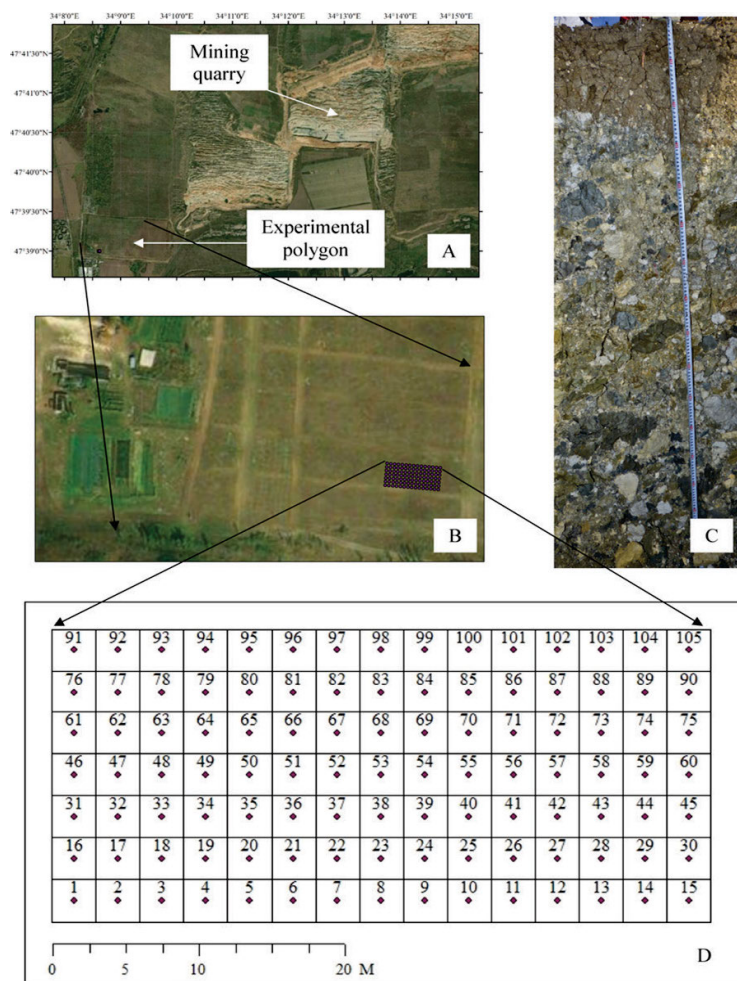 34°8'0"E 34°9'0"E 34°10'0"E 34°11'0"E 34°12'0"E 34°13'0"E 34°14'0"E 34°15'0"E
47°41'30"N
47°41'0"N
47°40'30"N
47°40'0"N
47°39'30"N
47°39'0"N
Mining
quarry
Experimental
polygon
A
B
C
91 92 93 94 95 96 97 98 99 100 101 102 103 104 105
76 77 78 79 80 81 82 83 84 85 86 87 88 89 90
61 62 63 64 65 66 67 68 69 70 71 72 73 74 75
46 47 48 49 50 51 52 53 54 55 56 57 58 59 60
31 32 33 34 35 36 37 38 39 40 41 42 43 44 45
16 17 18 19 20 21 22 23 24 25 26 27 28 29 30
1 2 3 4 5 6 7 8 9 10 11 12 13 14 15
0 5 10 20 M
D